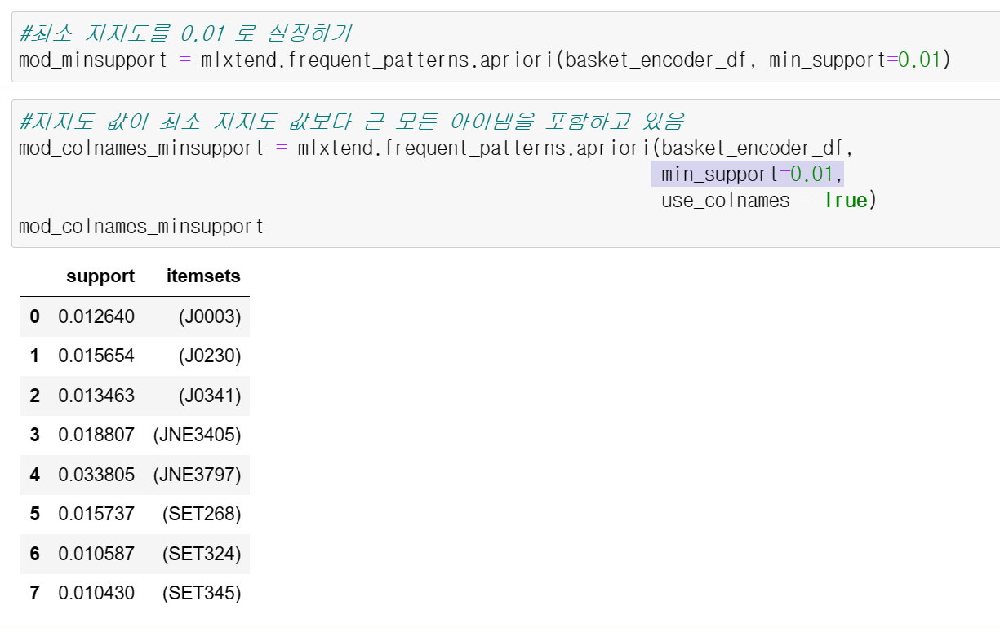 #최소 지지도를 0.01 로 설정하기
mod_minsupport = mlxtend.frequent_patterns.apriori(basket_encoder_df, min_support=0.01)
#지지도 값이 최소 지지도 값보다 큰 모든 아이템을 포함하고 있음
mod_colnames_minsupport = mlxtend.frequent_patterns.apriori(basket_encoder_df,
min_support=0.01,
use_colnames = True)
mod_colnames_minsupport
support itemsets
0 0.012640 (J0003)
1 0.015654 (J0230)
2 0.013463 (J0341)
3 0.018807 (JNE3405)
4 0.033805 (JNE3797)
5 0.015737 (SET268)
6 0.010587 (SET324)
7 0.010430 (SET345)